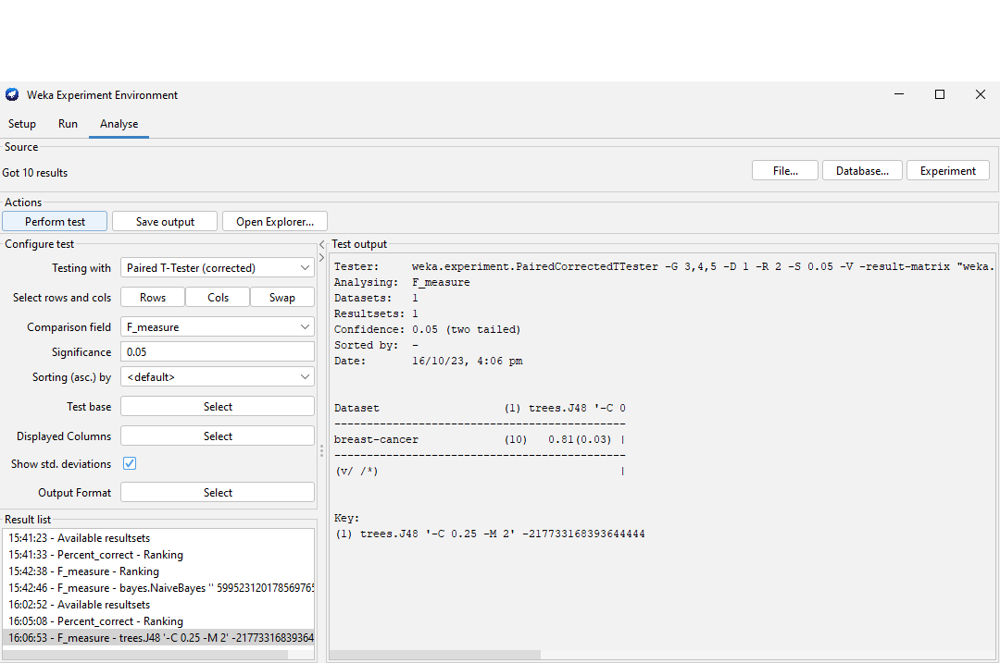 Weka Experiment Environment
Setup Run Analyse
Source
Got 10 results
File... Database... Experiment
Actions
Perform test Save output Open Explorer...
Configure test
Testing with Paired T-Tester (corrected)
Select rows and cols Rows Cols Swap
Comparison field F_measure
Significance 0.05
Sorting (asc.) by <default>
Test base Select
Displayed Columns Select
Show std. deviations
Output Format Select
Result list
15:41:23 - Available resultsets
15:41:33 - Percent_correct - Ranking
15:42:38 - F_measure - Ranking
15:42:46 - F_measure - bayes.NaiveBayes '' 5995231201785697655
16:02:52 - Available resultsets
16:05:08 - Percent_correct - Ranking
16:06:53 - F_measure - trees.J48 '-C 0.25 -M 2' -21773316839364
Test output
Tester: weka.experiment.PairedCorrectedTTester -G 3,4,5 -D 1 -R 2 -S 0.05 -V -result-matrix "weka.
Analysing: F_measure
Datasets: 1
Resultsets: 1
Confidence: 0.05 (two tailed)
Sorted by: -
Date: 16/10/23, 4:06 pm
Dataset (1) trees.J48 '-C 0
---------------------------------------------
breast-cancer (10) 0.81(0.03) |
---------------------------------------------
(v/ /*) |
Key:
(1) trees.J48 '-C 0.25 -M 2' -217733168393644444